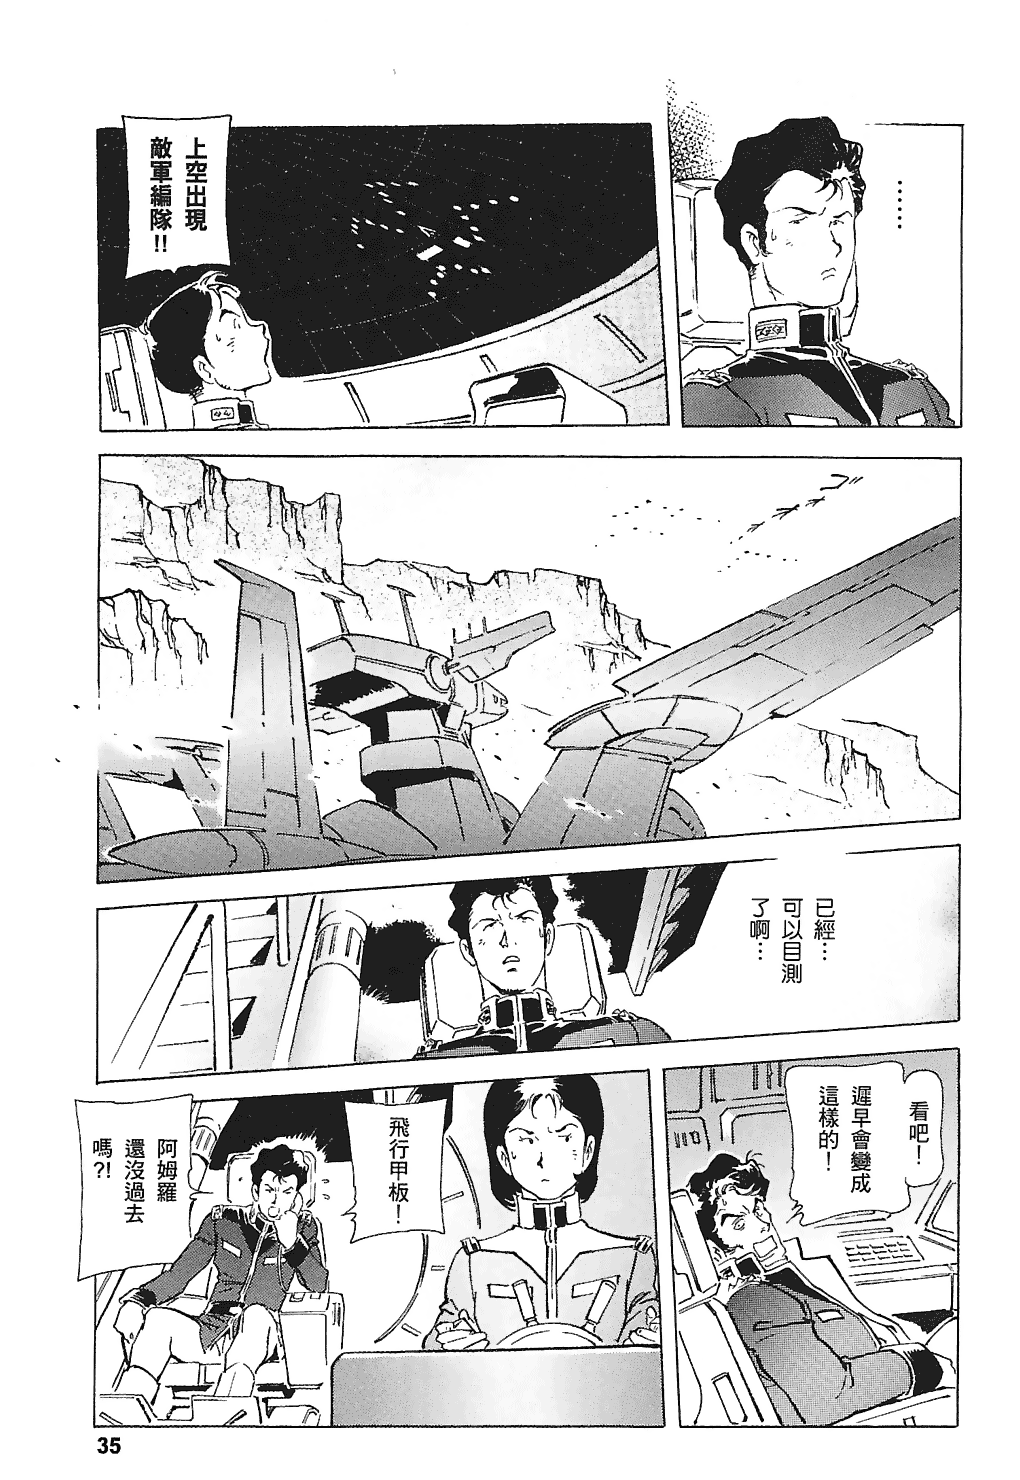 ……
上空出現
敵軍編隊!!
已經…
可以目測
了啊…
看吧!
遲早會變成
這樣的!
飛行甲板!
阿姆羅
還沒過去
嗎?!
35